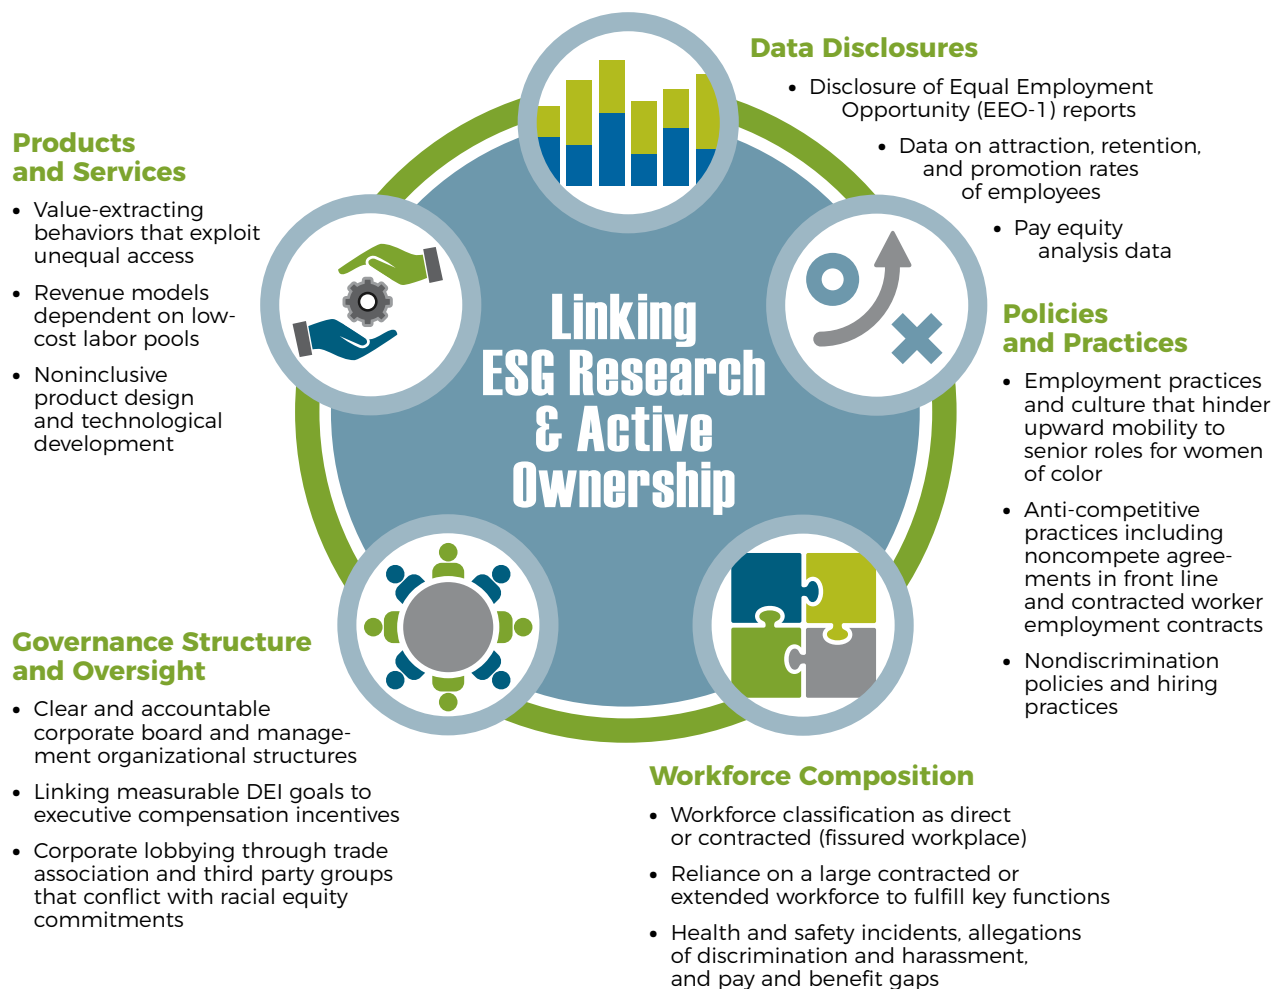 Linking
ESG Research
& Active
Ownership
Data Disclosures
• Disclosure of Equal Employment
Opportunity (EEO-1) reports
• Data on attraction, retention,
and promotion rates
of employees
• Pay equity
analysis data
Policies
and Practices
• Employment practices
and culture that hinder
upward mobility to
senior roles for women
of color
• Anti-competitive
practices including
noncompete agree-
ments in front line
and contracted worker
employment contracts
• Nondiscrimination
policies and hiring
practices
Workforce Composition
• Workforce classification as direct
or contracted (fissured workplace)
• Reliance on a large contracted or
extended workforce to fulfill key functions
• Health and safety incidents, allegations
of discrimination and harassment,
and pay and benefit gaps
Governance Structure
and Oversight
• Clear and accountable
corporate board and manage-
ment organizational structures
• Linking measurable DEI goals to
executive compensation incentives
• Corporate lobbying through trade
association and third party groups
that conflict with racial equity
commitments
Products
and Services
• Value-extracting
behaviors that exploit
unequal access
• Revenue models
dependent on low-
cost labor pools
• Noninclusive
product design
and technological
development